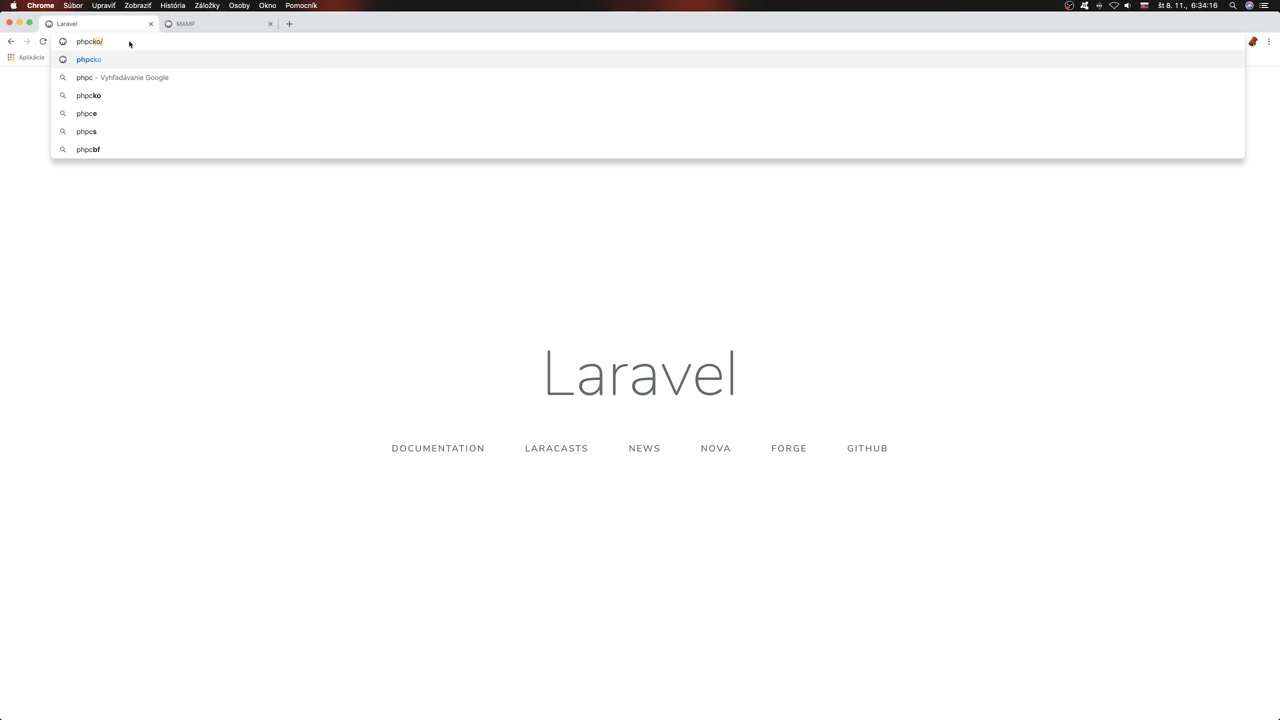 Chrome Súbor Upraviť Zobraziť História Záložky Osoby Okno Pomocník št 8. 11., 6:34:16
Laravel MAMP
phpcko/
Aplikácie
phpcko
phpc - Vyhľadávanie Google
phpcko
phpce
phpcs
phpcbf
Laravel
DOCUMENTATION LARACASTS NEWS NOVA FORGE GITHUB